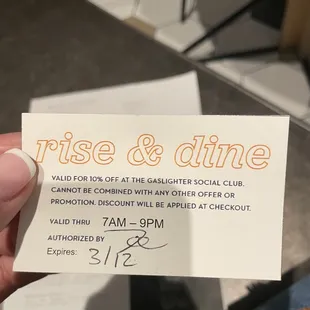 rise & dine
VALID FOR 10% OFF AT THE GASLIGHTER SOCIAL CLUB.
CANNOT BE COMBINED WITH ANY OTHER OFFER OR
PROMOTION. DISCOUNT WILL BE APPLIED AT CHECKOUT.
VALID THRU 7AM – 9PM
AUTHORIZED BY
Expires: 3/12